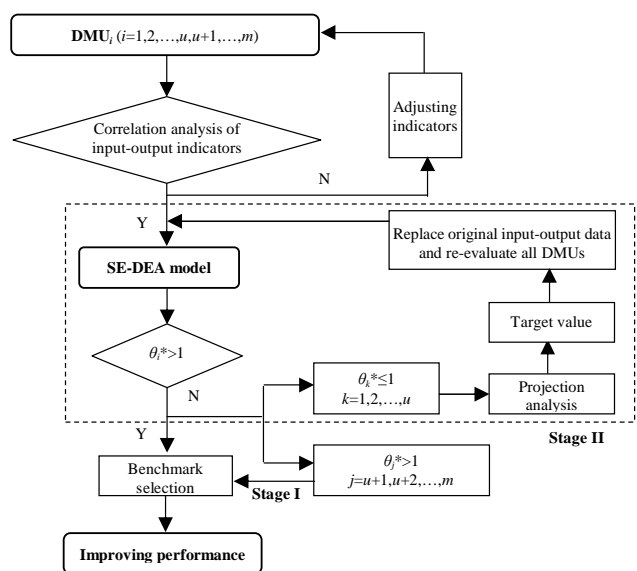 DMUi (i=1,2,…,u,u+1,…,m)
Correlation analysis of
input-output indicators
Adjusting
indicators
N
Y
Replace original input-output data
and re-evaluate all DMUs
SE-DEA model
Target value
θi*>1
θk*≤1
k=1,2,…,u
Projection
analysis
N
Y
Stage II
Benchmark
selection
Stage I
θj*>1
j=u+1,u+2,…,m
Improving performance